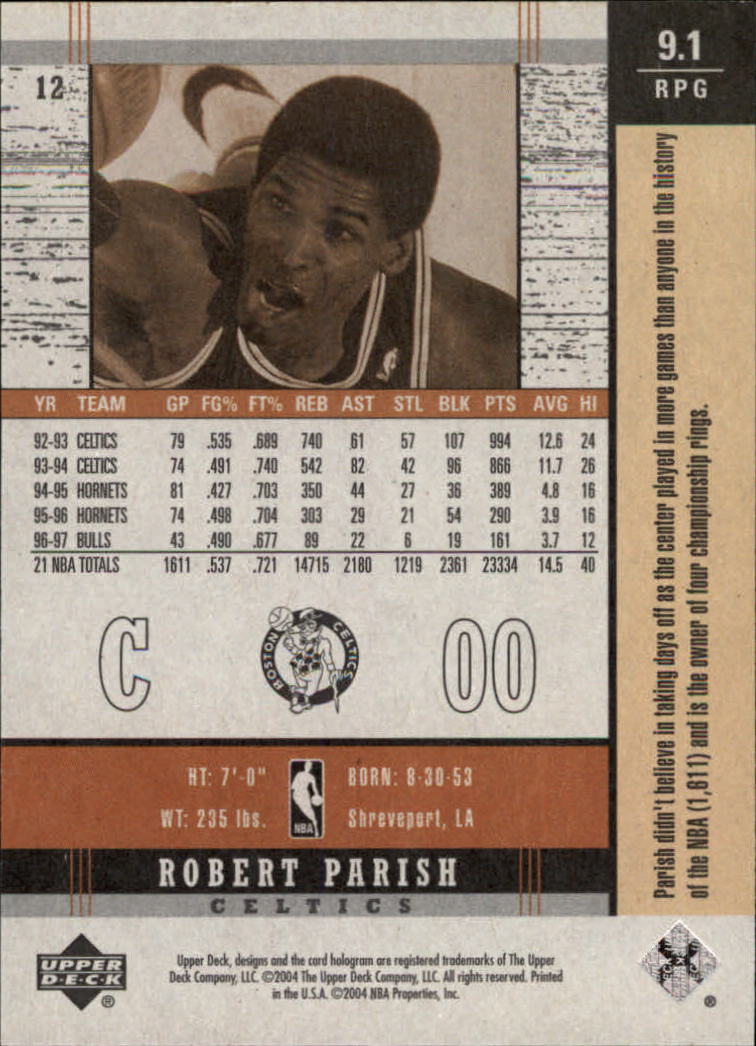 12
9.1
RPG
YR TEAM GP FG% FT% REB AST STL BLK PTS AVG HI
92-93 CELTICS 79 .535 .689 740 61 57 107 994 12.6 24
93-94 CELTICS 74 .491 .740 542 82 42 96 866 11.7 26
94-95 HORNETS 81 .427 .703 350 44 27 36 389 4.8 16
95-96 HORNETS 74 .498 .704 303 29 21 54 290 3.9 16
96-97 BULLS 43 .490 .677 89 22 6 19 161 3.7 12
21 NBA TOTALS 1611 .537 .721 14715 2180 1219 2361 23334 14.5 40
C
BOSTON CELTICS
00
HT: 7'-0" BORN: 8-30-53
WT: 235 lbs. Shreveport, LA
NBA
ROBERT PARISH
CELTICS
Parish didn't believe in taking days off as the center played in more games than anyone in the history
of the NBA (1,611) and is the owner of four championship rings.
UPPER
D·E·C·K
®
Upper Deck, designs and the card hologram are registered trademarks of The Upper
Deck Company, LLC. ©2004 The Upper Deck Company, LLC. All rights reserved. Printed
in the U.S.A. ©2004 NBA Properties, Inc.
®